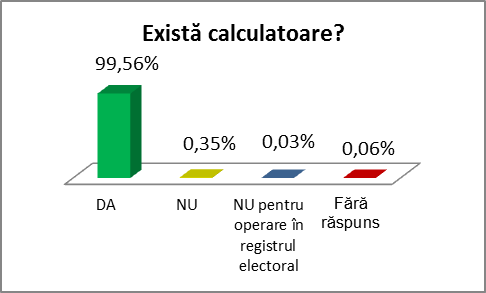 Există calculatoare?
99,56%
0,35%
0,03%
0,06%
DA
NU
NU pentru
operare în
registrul
electoral
Fără
răspuns